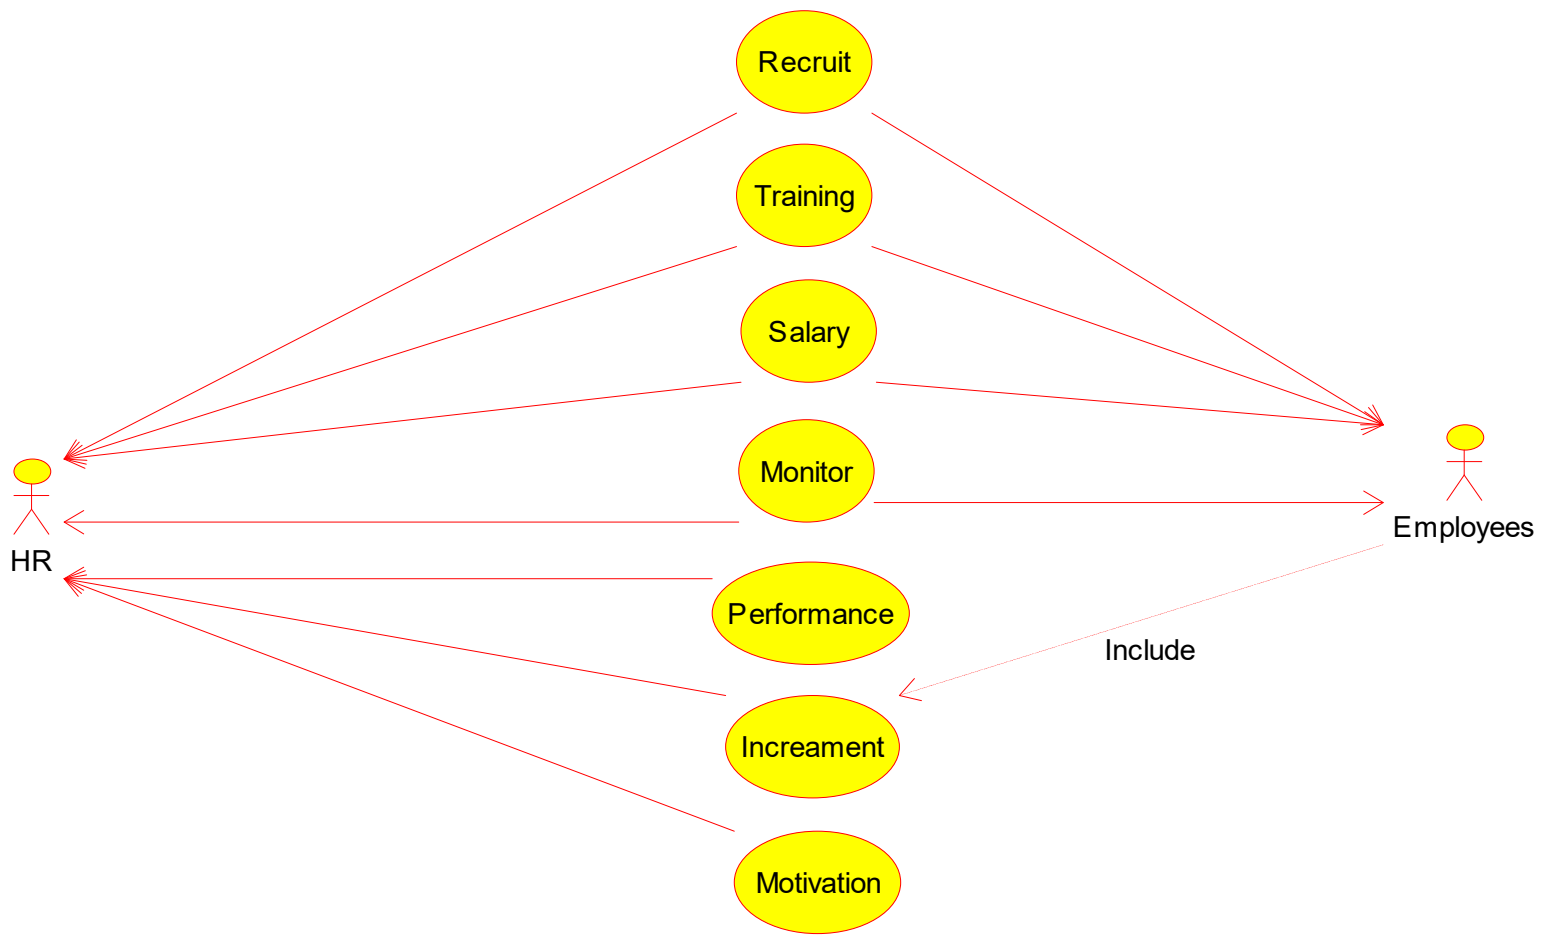 Recruit
Training
Salary
Monitor
HR
Employees
Performance
Include
Increament
Motivation